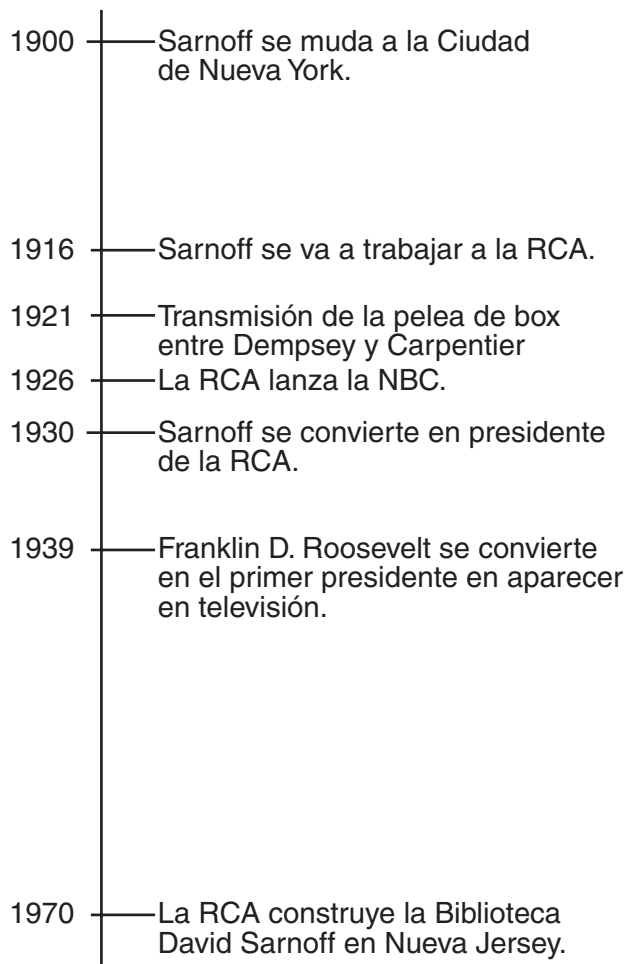 1900 Sarnoff se muda a la Ciudad
de Nueva York.
1916 Sarnoff se va a trabajar a la RCA.
1921 Transmisión de la pelea de box
entre Dempsey y Carpentier
1926 La RCA lanza la NBC.
1930 Sarnoff se convierte en presidente
de la RCA.
1939 Franklin D. Roosevelt se convierte
en el primer presidente en aparecer
en televisión.
1970 La RCA construye la Biblioteca
David Sarnoff en Nueva Jersey.